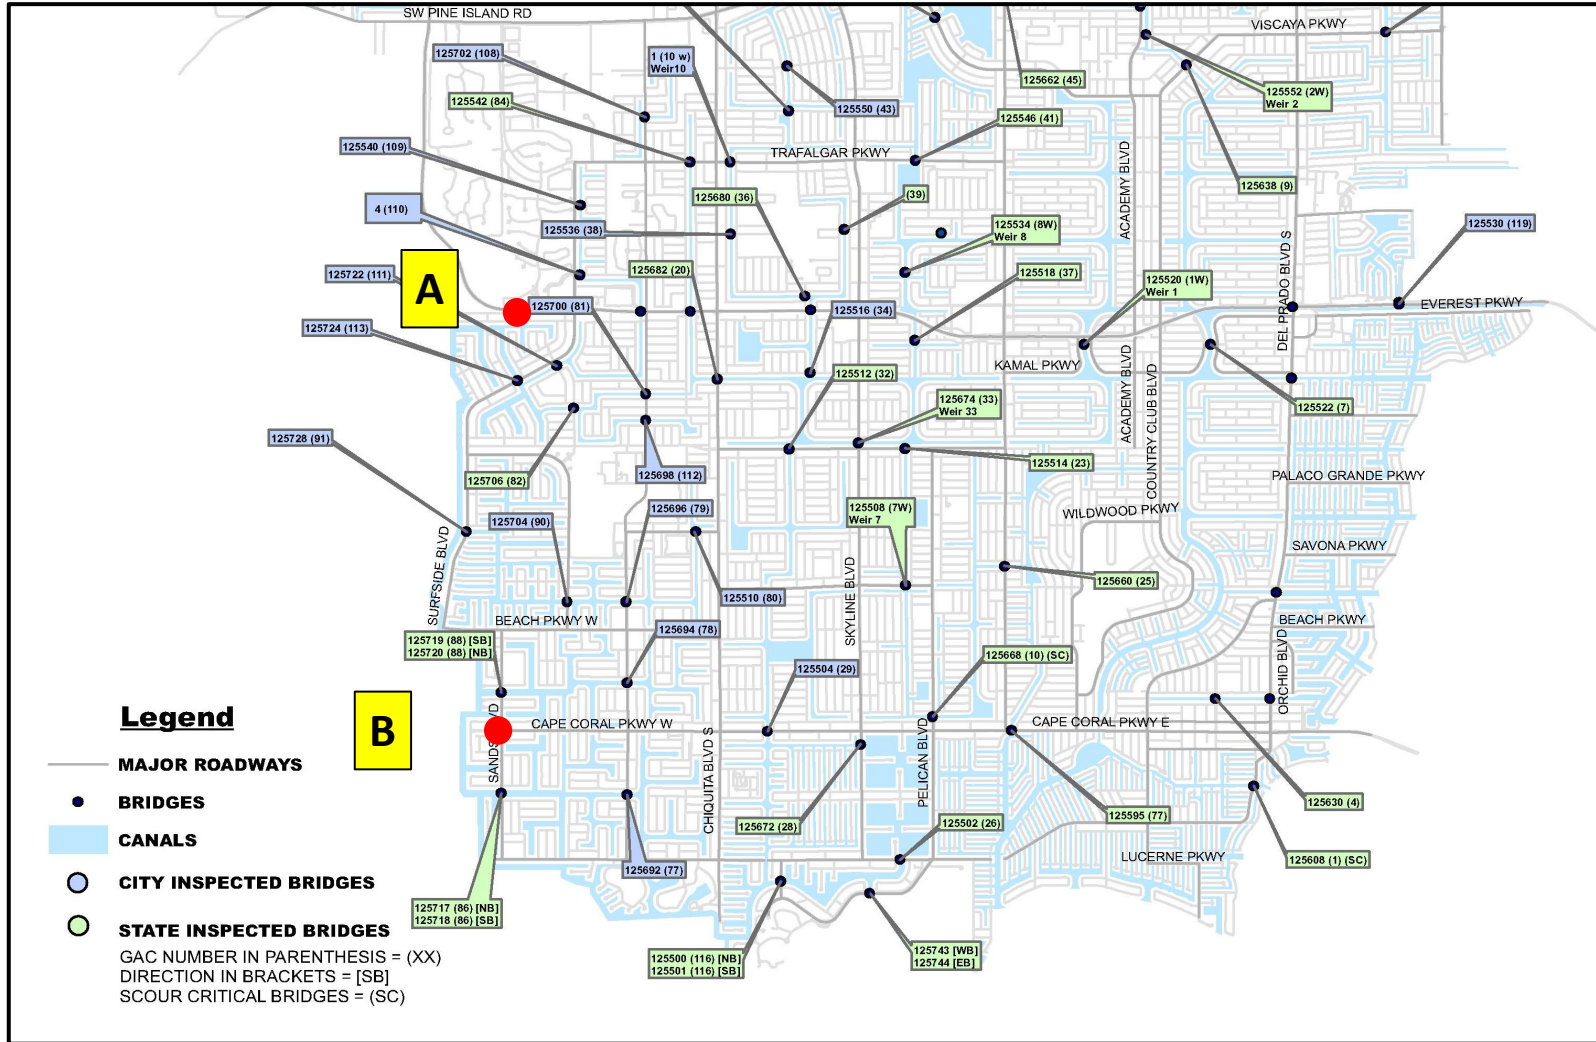 SW PINE ISLAND RD
VISCAYA PKWY
125702 (108)
1 (10 w)
Weir10
125662 (45)
125552 (2W)
Weir 2
125542 (84)
125550 (43)
125546 (41)
125540 (109)
TRAFALGAR PKWY
ACADEMY BLVD
125638 (9)
125680 (36)
(39)
4 (110)
125536 (38)
125534 (8W)
Weir 8
125530 (119)
DEL PRADO BLVD S
125722 (111)
A
125682 (20)
125518 (37)
125520 (1W)
Weir 1
125700 (81)
125516 (34)
EVEREST PKWY
125724 (113)
KAMAL PKWY
125512 (32)
ACADEMY BLVD
COUNTRY CLUB BLVD
125674 (33)
Weir 33
125522 (7)
125728 (91)
125514 (23)
125698 (112)
125706 (82)
PALACO GRANDE PKWY
125696 (79)
125508 (7W)
Weir 7
WILDWOOD PKWY
125704 (90)
SURFSIDE BLVD
SAVONA PKWY
125660 (25)
125510 (80)
SKYLINE BLVD
BEACH PKWY W
BEACH PKWY
125694 (78)
125719 (88) [SB]
125720 (88) [NB]
125668 (10) (SC)
125504 (29)
ORCHID BLVD
B
CAPE CORAL PKWY W
CAPE CORAL PKWY E
CHIQUITA BLVD S
PELICAN BLVD
125630 (4)
125595 (77)
125672 (28)
125502 (26)
LUCERNE PKWY
125608 (1) (SC)
125692 (77)
125717 (86) [NB]
125718 (86) [SB]
125500 (116) [NB]
125501 (116) [SB]
125743 [WB]
125744 [EB]
Legend
MAJOR ROADWAYS
BRIDGES
CANALS
CITY INSPECTED BRIDGES
STATE INSPECTED BRIDGES
GAC NUMBER IN PARENTHESIS = (XX)
DIRECTION IN BRACKETS = [SB]
SCOUR CRITICAL BRIDGES = (SC)